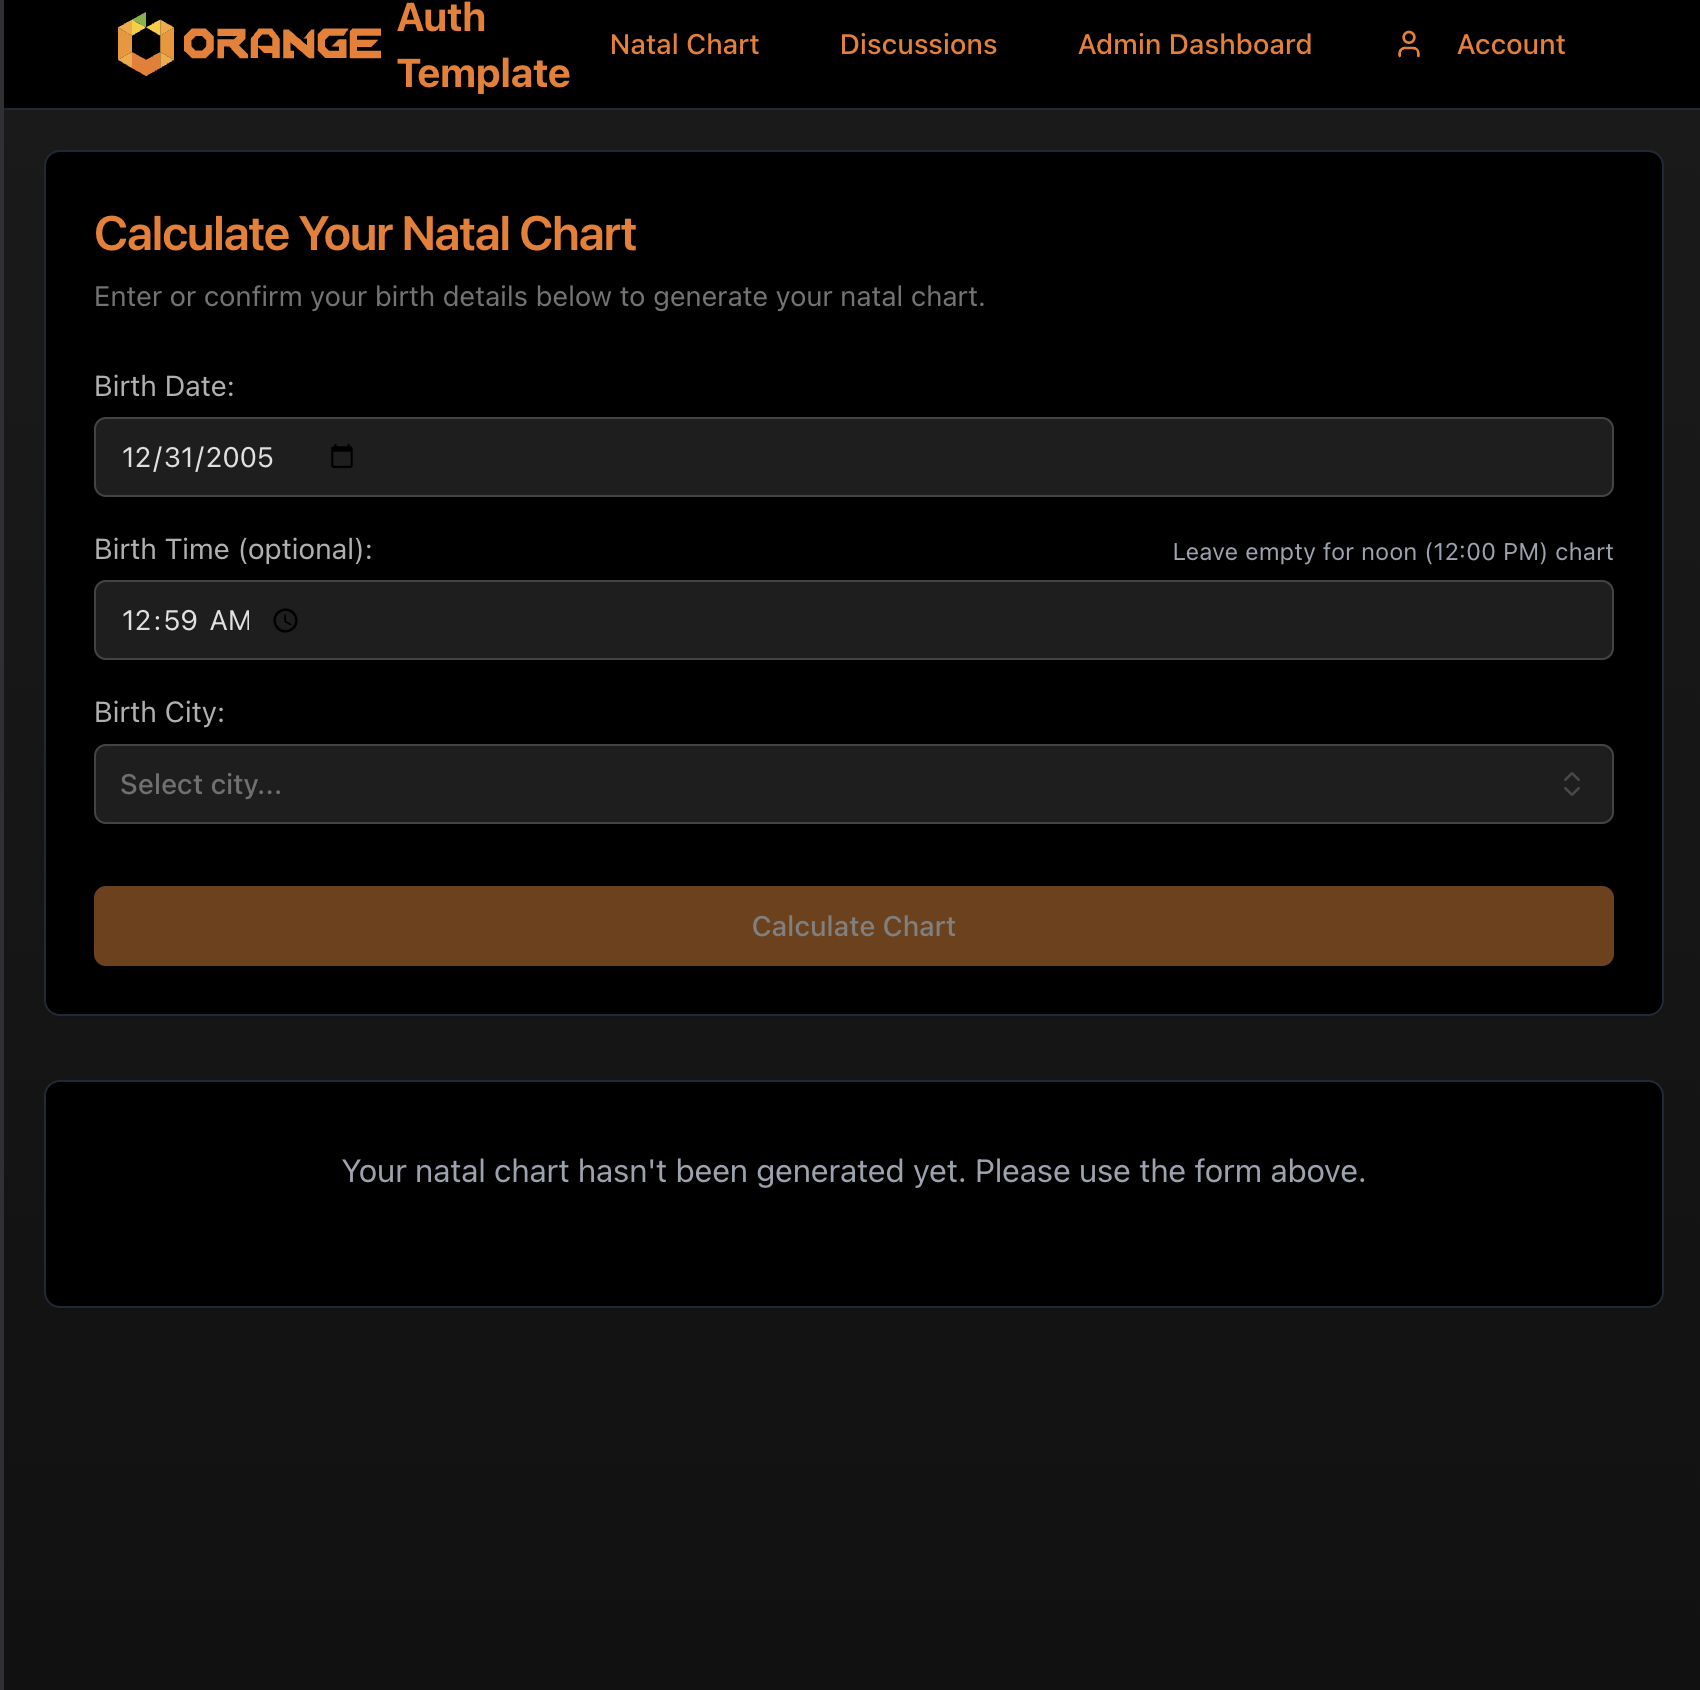 ORANGE
Auth
Template
Natal Chart
Discussions
Admin Dashboard
Account
Calculate Your Natal Chart
Enter or confirm your birth details below to generate your natal chart.
Birth Date:
12/31/2005
Birth Time (optional):
Leave empty for noon (12:00 PM) chart
12:59 AM
Birth City:
Select city...
Calculate Chart
Your natal chart hasn't been generated yet. Please use the form above.